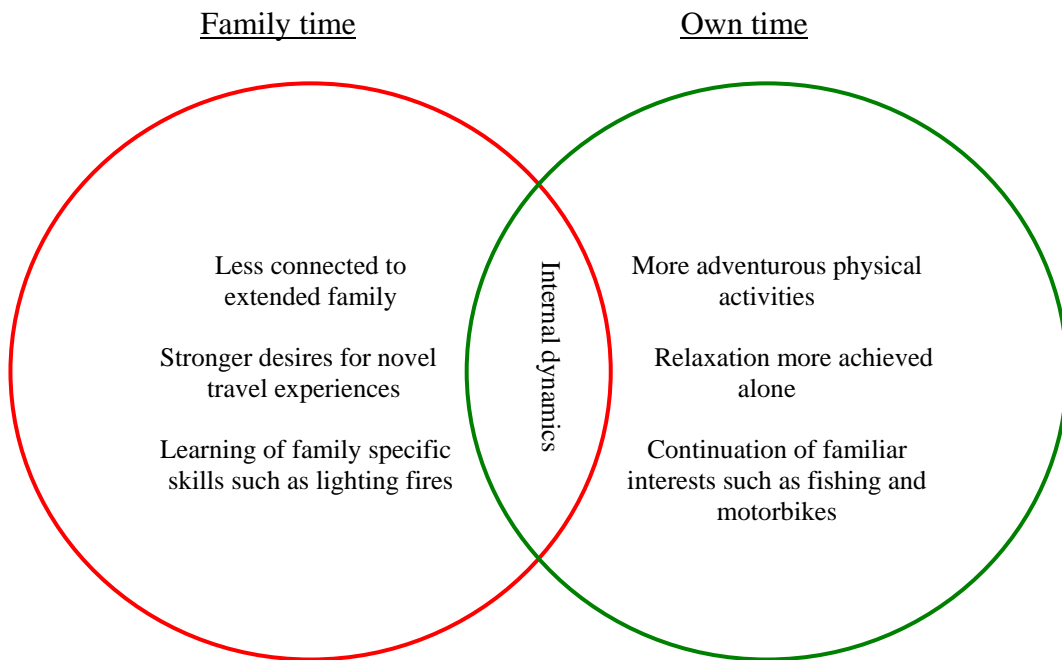 Family time
Own time
Less connected to
extended family
Stronger desires for novel
travel experiences
Learning of family specific
skills such as lighting fires
Internal dynamics
More adventurous physical
activities
Relaxation more achieved
alone
Continuation of familiar
interests such as fishing and
motorbikes